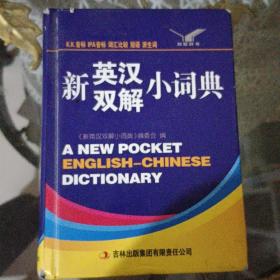 K.K.音标 IPA音标 词汇比较 短语 派生词
新英汉双解小词典
A NEW POCKET
ENGLISH-CHINESE
DICTIONARY
《新英汉双解小词典》编委会 编
吉林出版集团有限责任公司